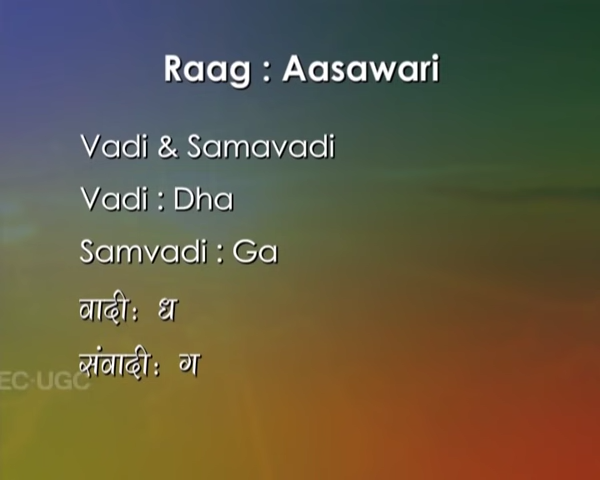 Raag : Aasawari
Vadi & Samavadi
Vadi : Dha
Samvadi : Ga
वादी: ध
संवादी: ग
EC-UGC